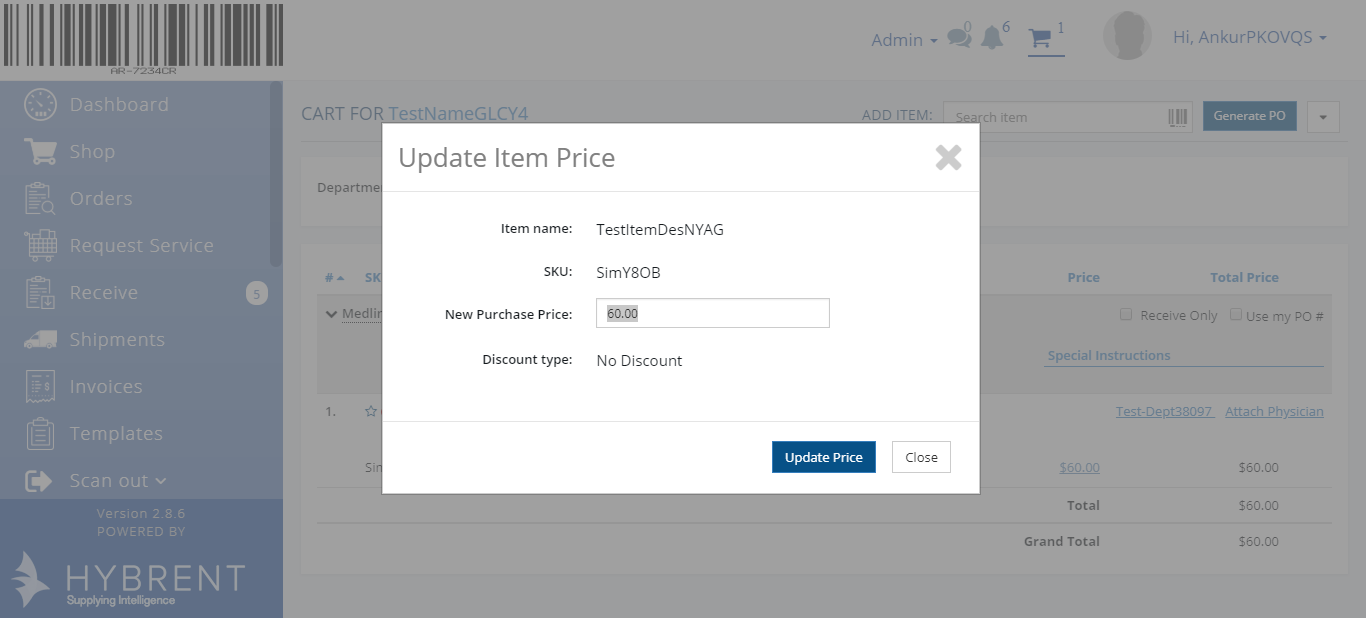 AR-7234CR
Admin
0
6
1
Hi, AnkurPKOVQS
Dashboard
Shop
Orders
Request Service
Receive
5
Shipments
Invoices
Templates
Scan out
Version 2.8.6
POWERED BY
HYBRENT
Supplying Intelligence
CART FOR TestNameGLCY4
ADD ITEM:
Search item
Generate PO
Update Item Price
Item name: TestItemDesNYAG
SKU: SimY8OB
New Purchase Price: 60.00
Discount type: No Discount
Update Price
Close
#
Price
Total Price
Receive Only
Use my PO #
Special Instructions
1.
Test-Dept38097
Attach Physician
$60.00
$60.00
Total
$60.00
Grand Total
$60.00